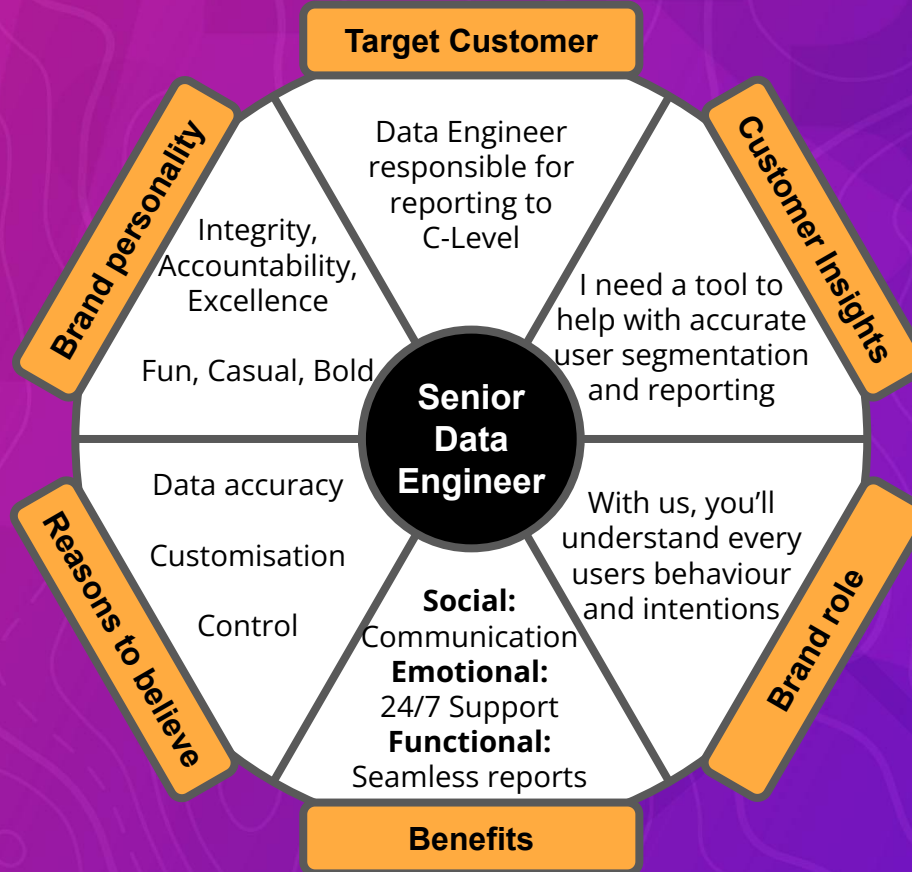 Target Customer
Data Engineer
responsible for
reporting to
C-Level
Customer Insights
I need a tool to
help with accurate
user segmentation
and reporting
Brand role
With us, you’ll
understand every
users behaviour
and intentions
Benefits
Social:
Communication
Emotional:
24/7 Support
Functional:
Seamless reports
Reasons to believe
Data accuracy
Customisation
Control
Brand personality
Integrity,
Accountability,
Excellence
Fun, Casual, Bold
Senior
Data
Engineer